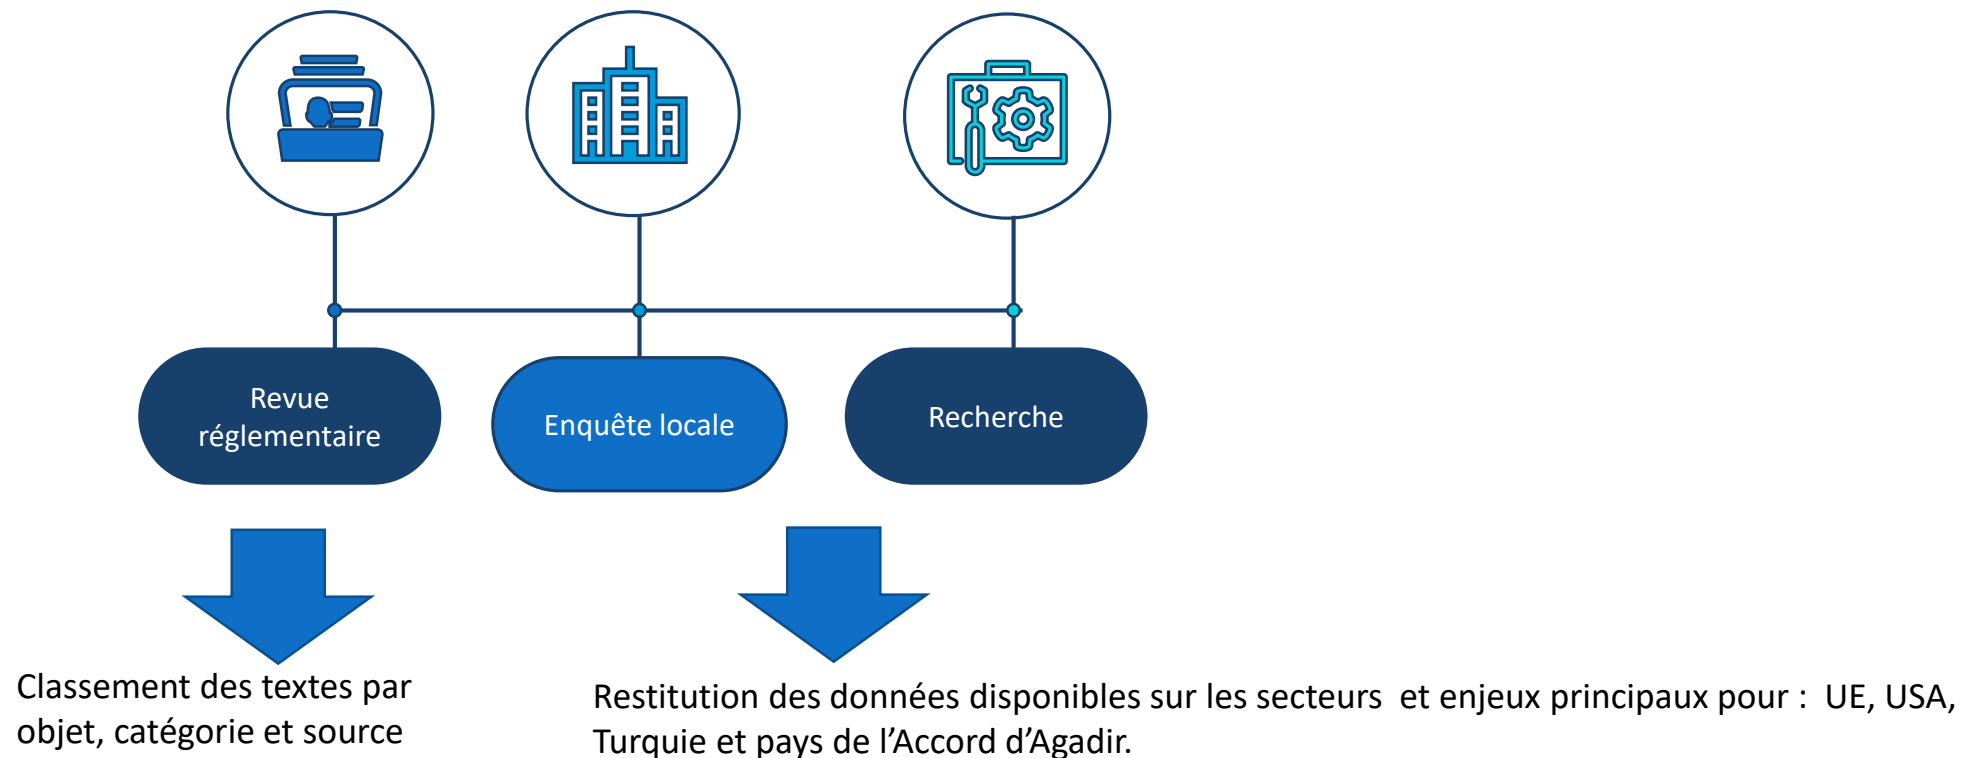 Revue
réglementaire
Enquête locale
Recherche
Classement des textes par
objet, catégorie et source
Restitution des données disponibles sur les secteurs  et enjeux principaux pour :  UE, USA,
Turquie et pays de l’Accord d’Agadir.